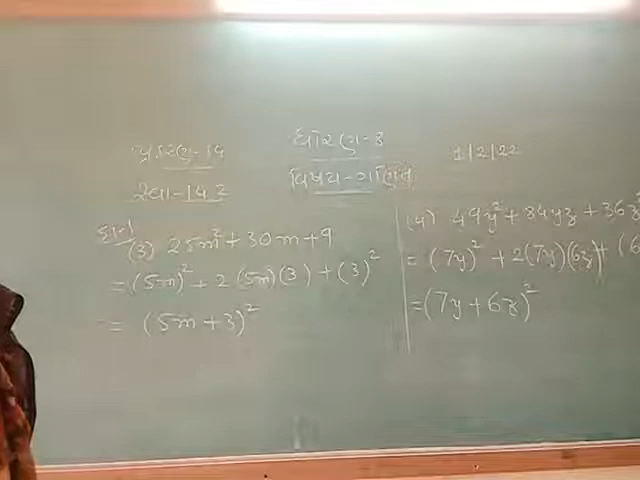 પ્રકરણ-14
ધોરણ-8
1/2/22
સ્વા-14.2
વિષય-ગણિત
દા-1
(3) 25m² + 30m + 9
= (5m)² + 2(5m)(3) + (3)²
= (5m + 3)²
(4) 49y² + 84yz + 36z²
= (7y)² + 2(7y)(6z) + (6
= (7y + 6z)²